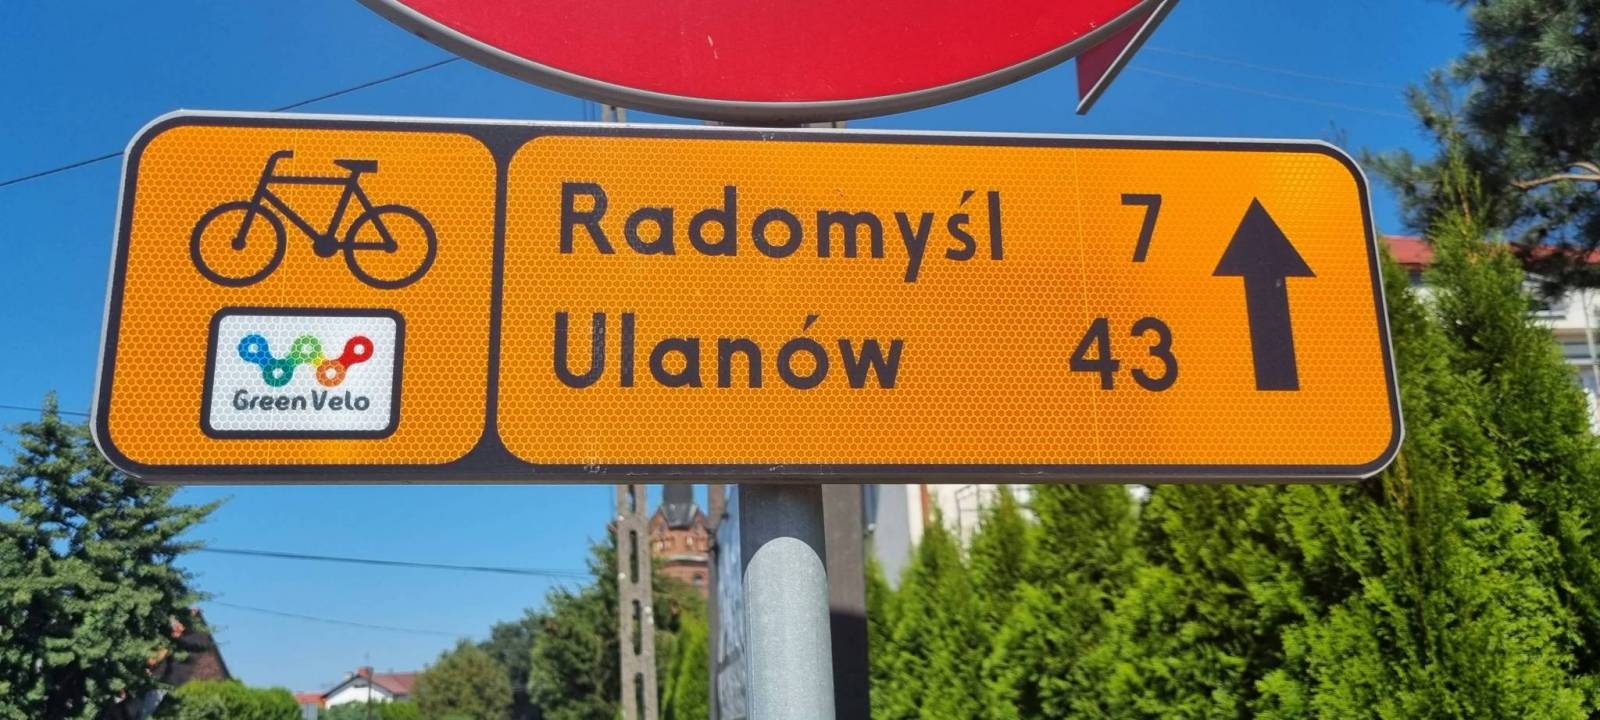 Radomyśl 7
Ulanów 43
Green Velo